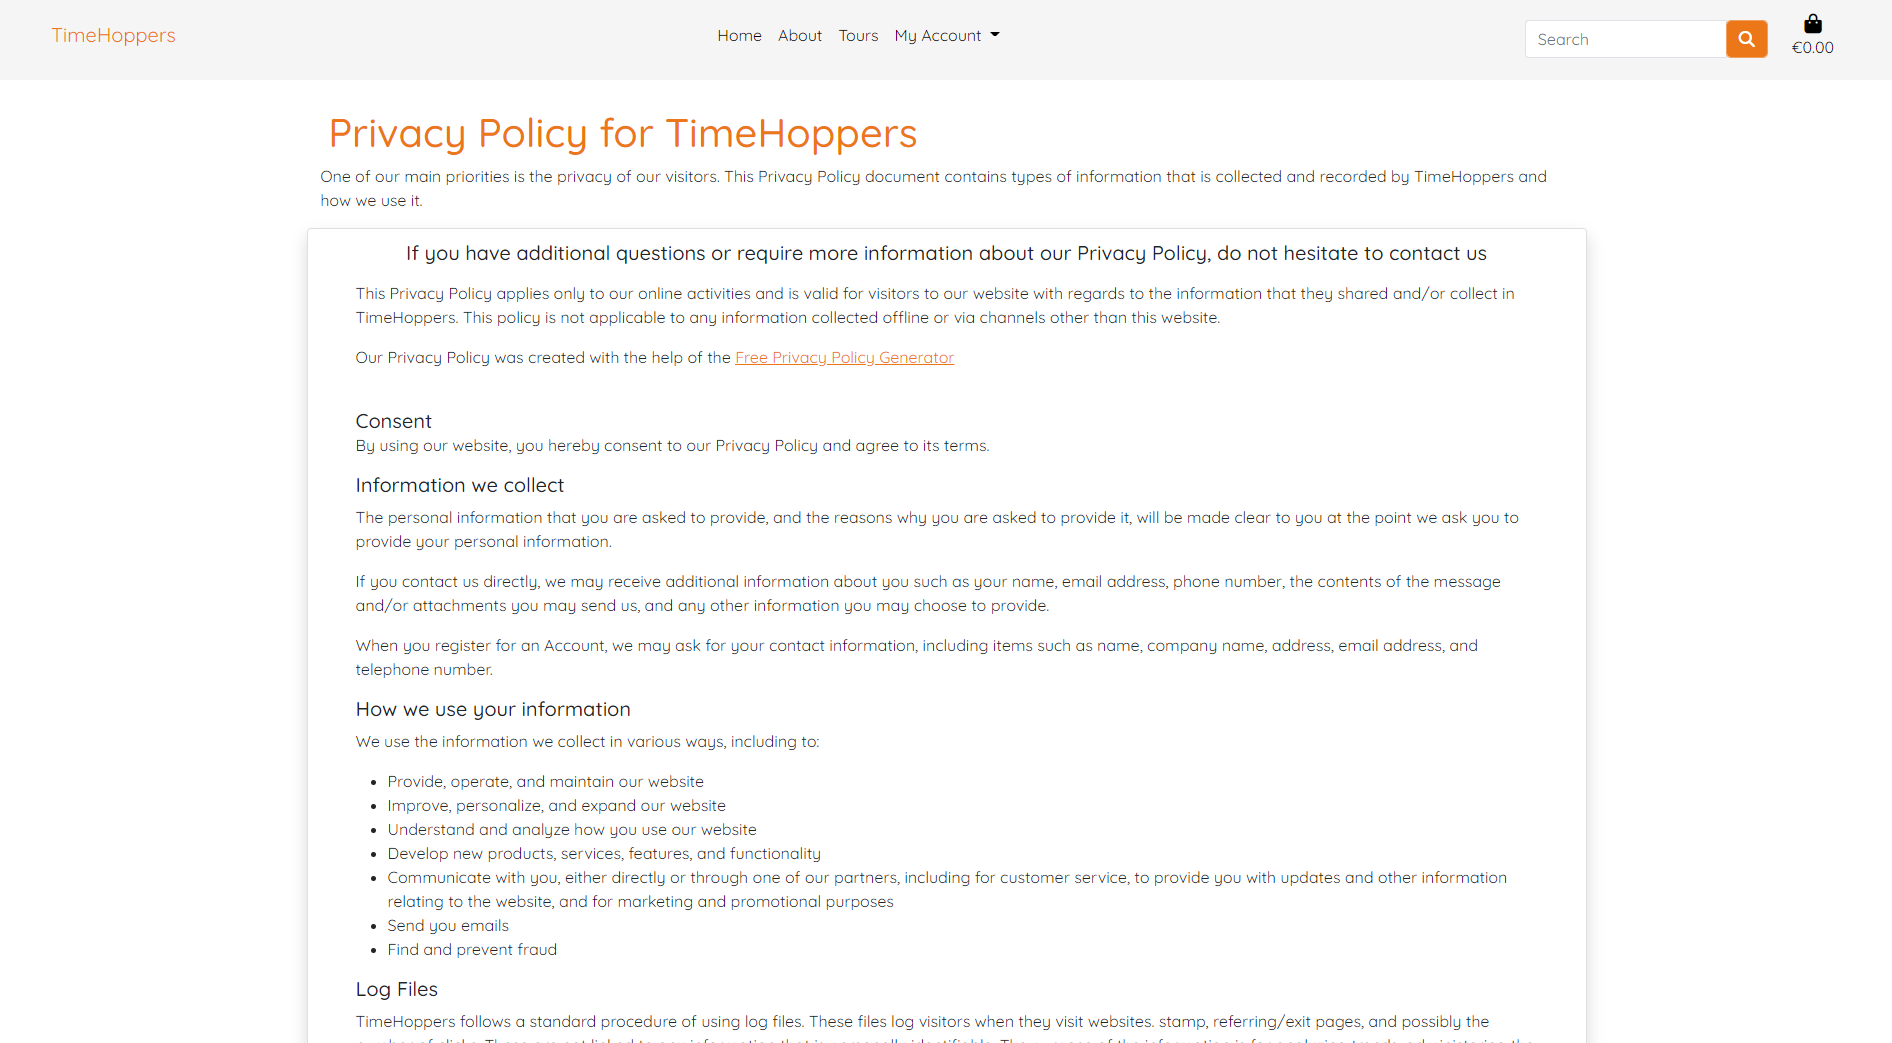 TimeHoppers
Home About Tours My Account
Search
€0.00
Privacy Policy for TimeHoppers
One of our main priorities is the privacy of our visitors. This Privacy Policy document contains types of information that is collected and recorded by TimeHoppers and
how we use it.
If you have additional questions or require more information about our Privacy Policy, do not hesitate to contact us
This Privacy Policy applies only to our online activities and is valid for visitors to our website with regards to the information that they shared and/or collect in
TimeHoppers. This policy is not applicable to any information collected offline or via channels other than this website.
Our Privacy Policy was created with the help of the Free Privacy Policy Generator
Consent
By using our website, you hereby consent to our Privacy Policy and agree to its terms.
Information we collect
The personal information that you are asked to provide, and the reasons why you are asked to provide it, will be made clear to you at the point we ask you to
provide your personal information.
If you contact us directly, we may receive additional information about you such as your name, email address, phone number, the contents of the message
and/or attachments you may send us, and any other information you may choose to provide.
When you register for an Account, we may ask for your contact information, including items such as name, company name, address, email address, and
telephone number.
How we use your information
We use the information we collect in various ways, including to:
• Provide, operate, and maintain our website
• Improve, personalize, and expand our website
• Understand and analyze how you use our website
• Develop new products, services, features, and functionality
• Communicate with you, either directly or through one of our partners, including for customer service, to provide you with updates and other information
relating to the website, and for marketing and promotional purposes
• Send you emails
• Find and prevent fraud
Log Files
TimeHoppers follows a standard procedure of using log files. These files log visitors when they visit websites. stamp, referring/exit pages, and possibly the